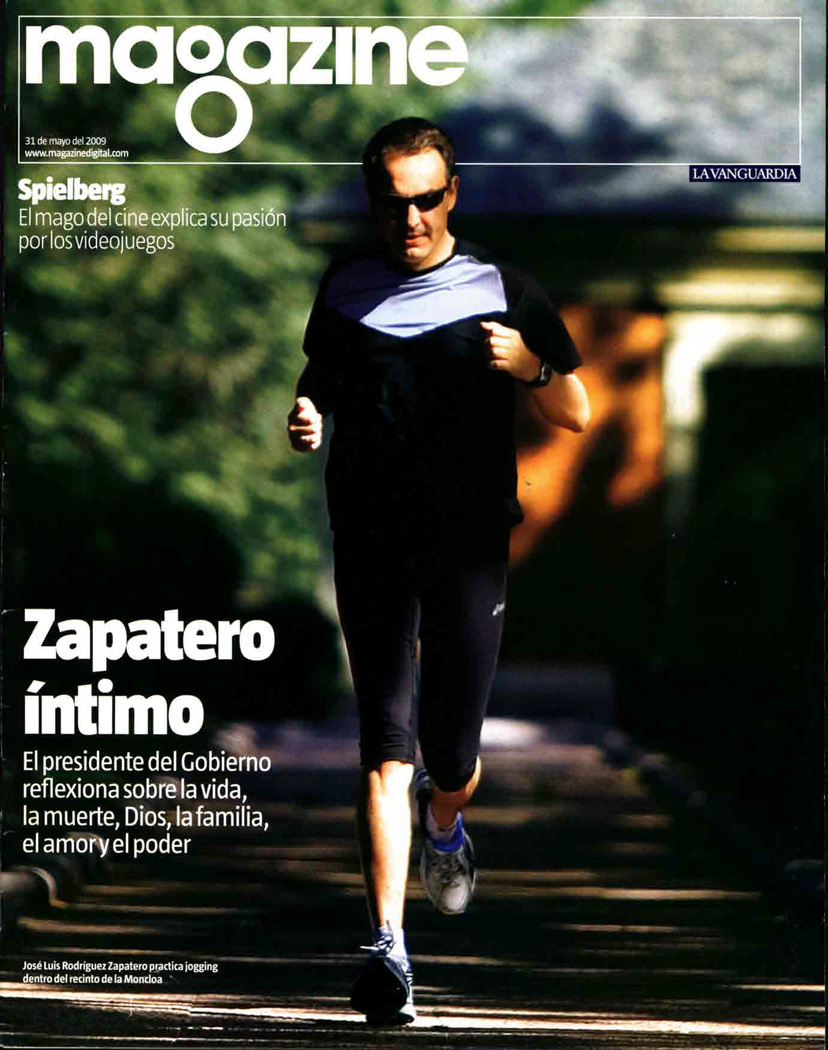 magazine
31 de mayo del 2009
www.magazinedigital.com
LA VANGUARDIA
Spielberg
El mago del cine explica su pasión
por los videojuegos
Zapatero
íntimo
El presidente del Gobierno
reflexiona sobre la vida,
la muerte, Dios, la familia,
el amor y el poder
José Luis Rodríguez Zapatero practica jogging
dentro del recinto de la Moncloa